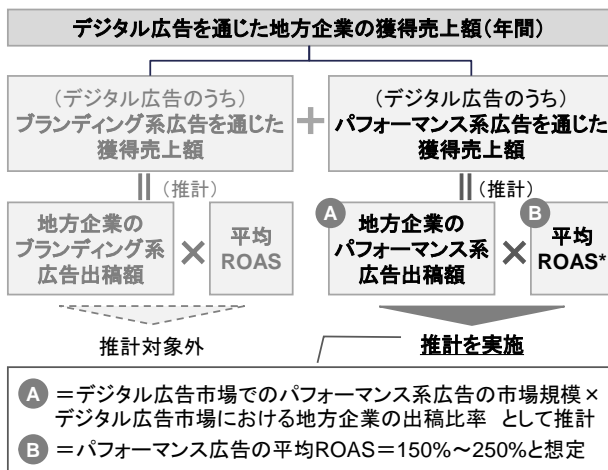 デジタル広告を通じた地方企業の獲得売上額(年間)
(デジタル広告のうち)
ブランディング系広告を通じた
獲得売上額
+
(デジタル広告のうち)
パフォーマンス系広告を通じた
獲得売上額
(推計)
(推計)
地方企業の
ブランディング系
広告出稿額
×
平均
ROAS
A
地方企業の
パフォーマンス系
広告出稿額
×
B
平均
ROAS*
推計対象外
推計を実施
A =デジタル広告市場でのパフォーマンス系広告の市場規模×
デジタル広告市場における地方企業の出稿比率 として推計
B =パフォーマンス広告の平均ROAS=150%~250%と想定